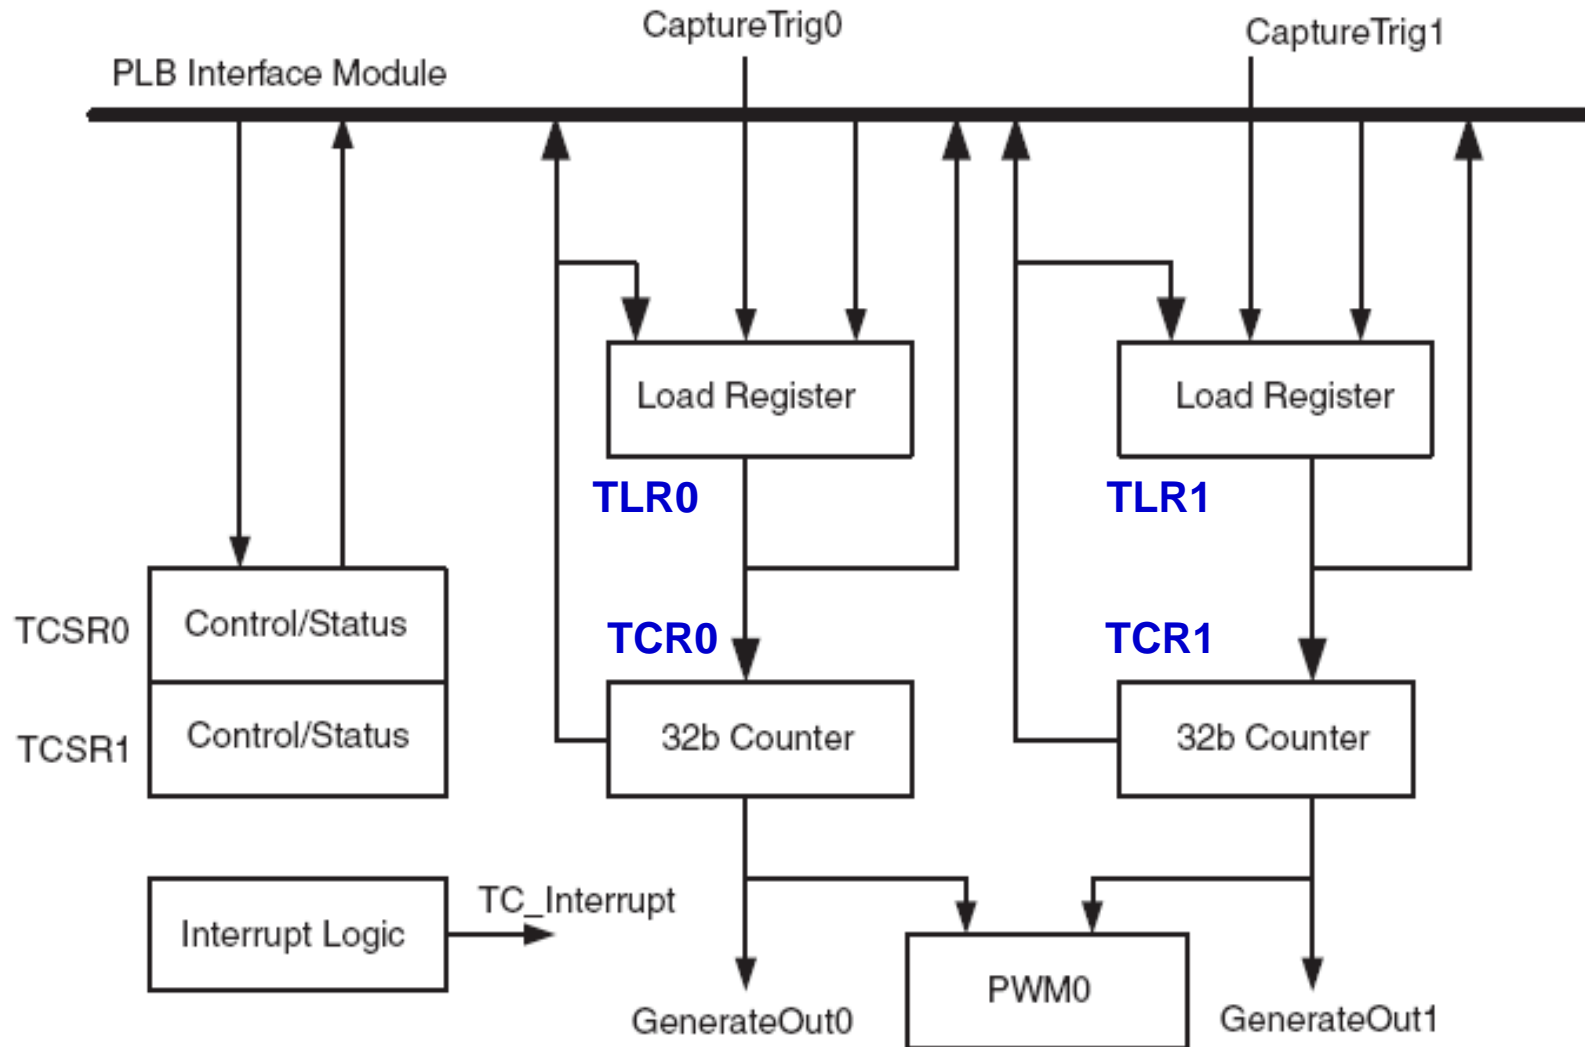 CaptureTrig0
CaptureTrig1
PLB Interface Module
Load Register
Load Register
TLR0
TLR1
TCSR0
Control/Status
TCR0
TCR1
TCSR1
Control/Status
32b Counter
32b Counter
Interrupt Logic
TC_Interrupt
PWM0
GenerateOut0
GenerateOut1